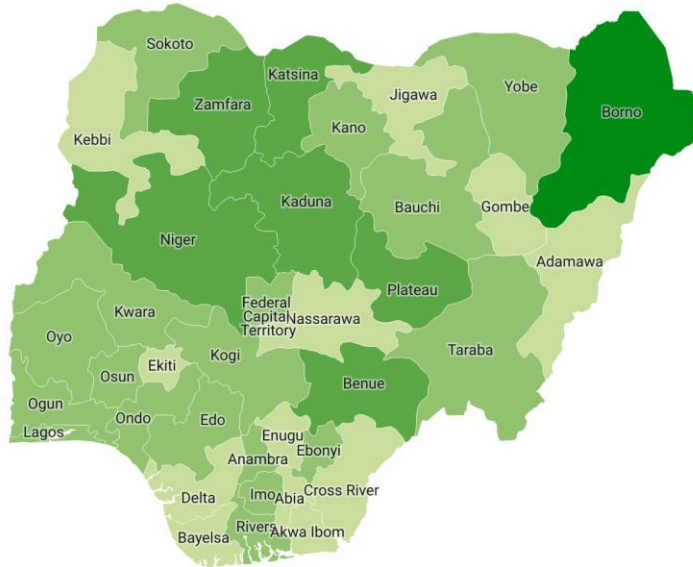 Sokoto
Katsina
Zamfara
Jigawa
Yobe
Borno
Kano
Kebbi
Kaduna
Bauchi
Gombe
Niger
Adamawa
Plateau
Federal
Capital
Territory
Nassarawa
Kwara
Oyo
Taraba
Kogi
Ekiti
Osun
Benue
Ogun
Ondo
Edo
Lagos
Enugu
Ebonyi
Anambra
Cross River
Delta
Imo
Abia
Rivers
Akwa Ibom
Bayelsa